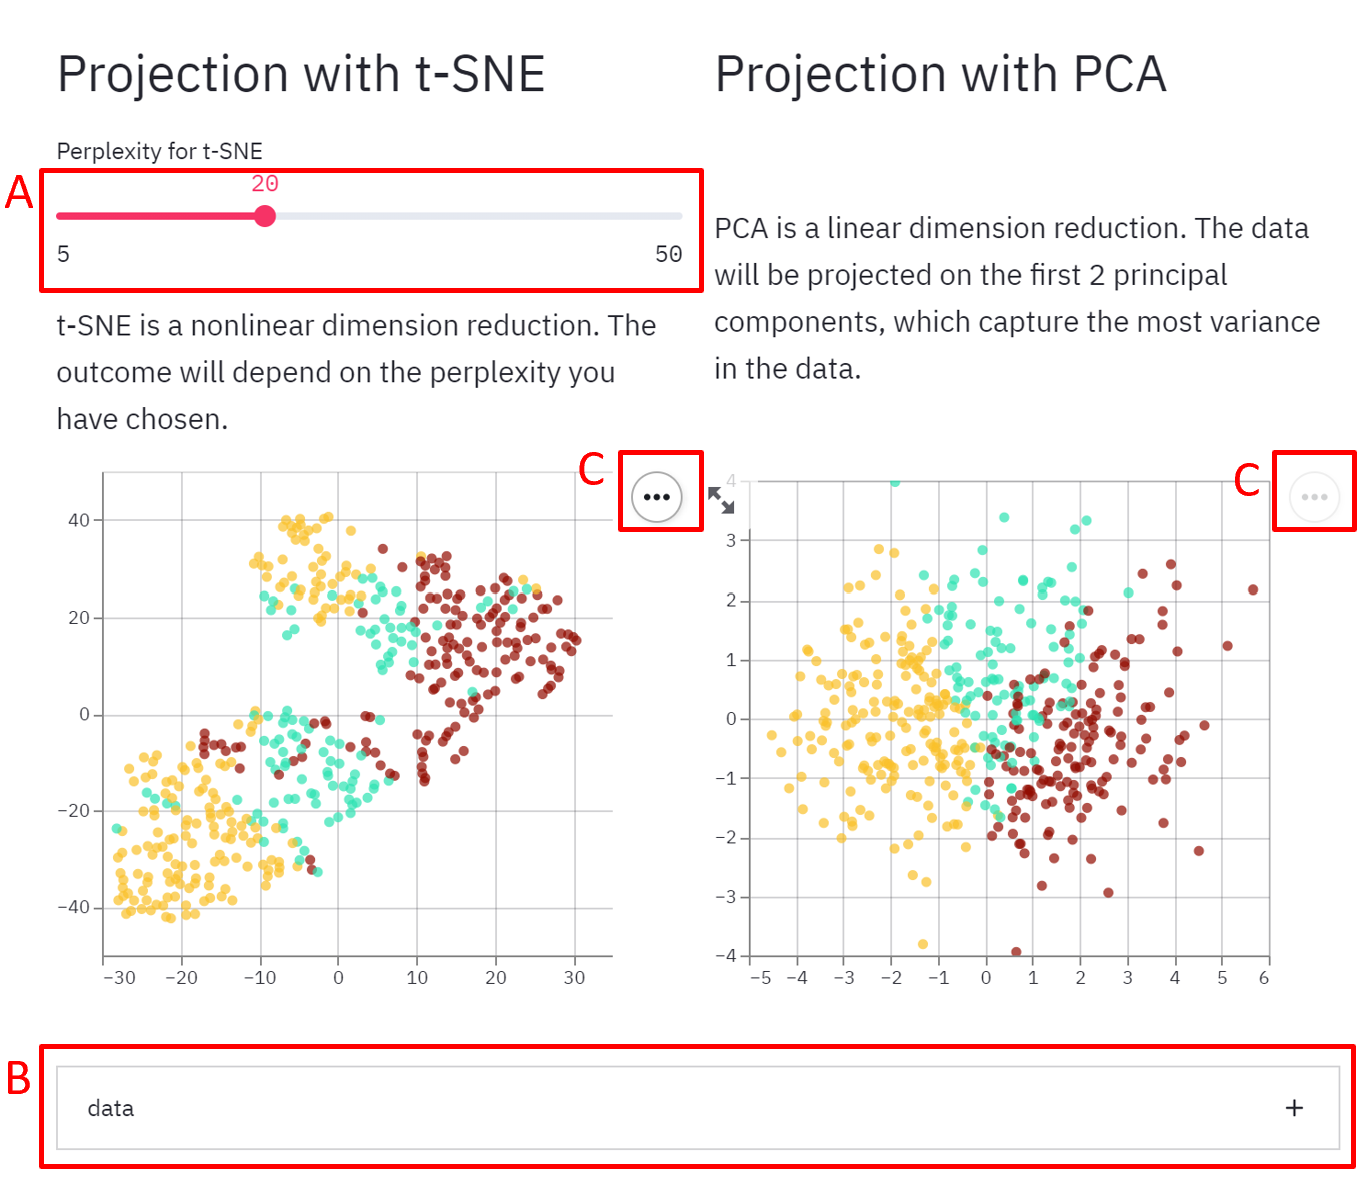 Projection with t-SNE
Perplexity for t-SNE
A
20
5 50
t-SNE is a nonlinear dimension reduction. The
outcome will depend on the perplexity you
have chosen.
C
40
20
0
−20
−40
−30 −20 −10 0 10 20 30
Projection with PCA
PCA is a linear dimension reduction. The data
will be projected on the first 2 principal
components, which capture the most variance
in the data.
C
4
3
2
1
0
−1
−2
−3
−4
−5 −4 −3 −2 −1 0 1 2 3 4 5 6
B
data +